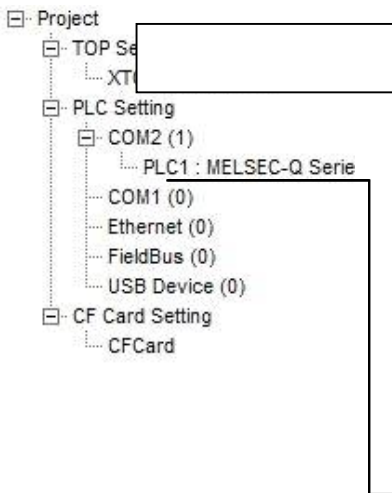 Project
TOP Se
XT
PLC Setting
COM2 (1)
PLC1 : MELSEC-Q Serie
COM1 (0)
Ethernet (0)
FieldBus (0)
USB Device (0)
CF Card Setting
CFCard